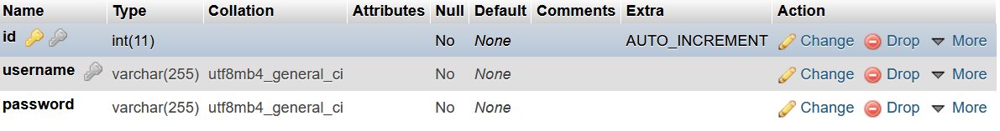 Name Type Collation Attributes Null Default Comments Extra Action
id int(11) No None AUTO_INCREMENT Change Drop More
username varchar(255) utf8mb4_general_ci No None Change Drop More
password varchar(255) utf8mb4_general_ci No None Change Drop More